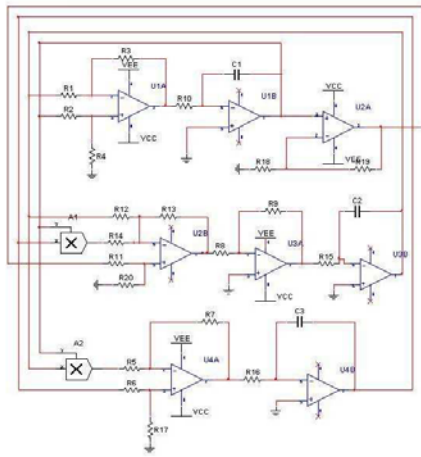 R3
VEE
C1
R1
U1A
U1B
R10
VCC
U2A
R2
R4
VCC
R18
VEE
R19
R12
R13
R9
C2
A1
U2B
VEE
R14
R8
U3A
R15
U3B
R11
R20
VCC
R7
C3
A2
VEE
U4A
R5
R16
U4B
R6
VCC
R17